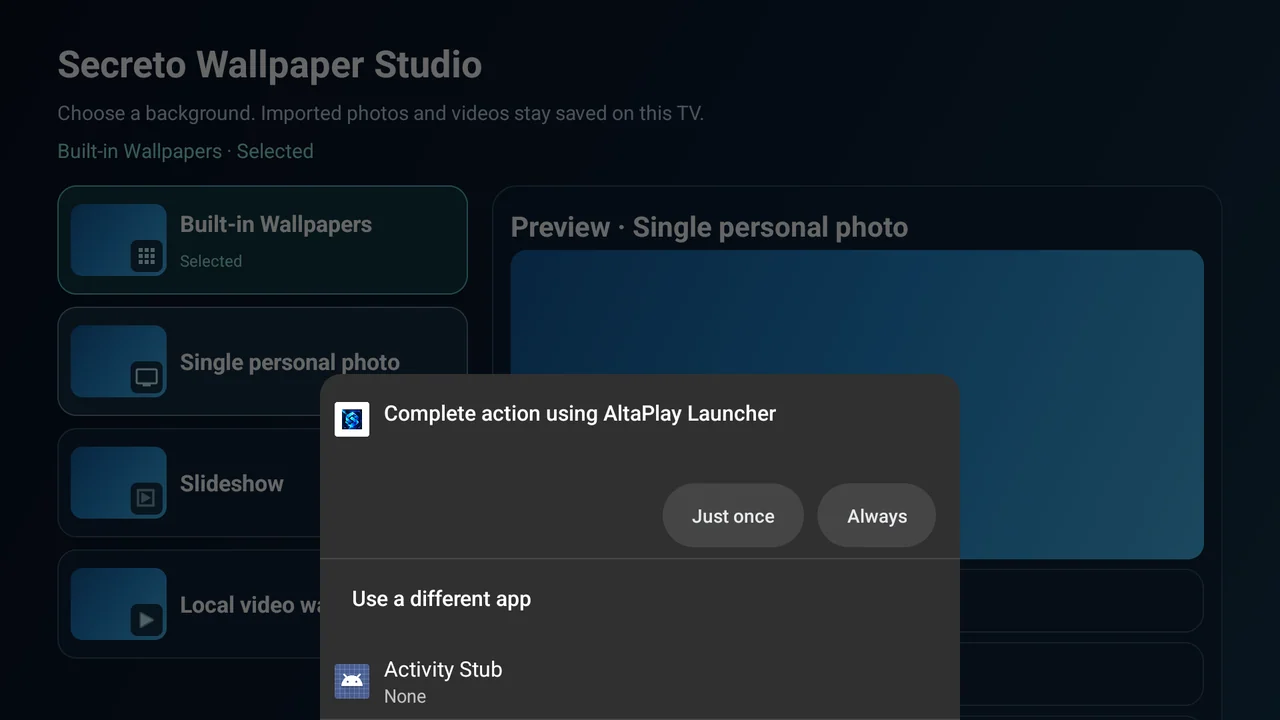 Secreto Wallpaper Studio
Choose a background. Imported photos and videos stay saved on this TV.
Built-in Wallpapers · Selected
Built-in Wallpapers
Selected
Single personal photo
Slideshow
Local video wa
Preview · Single personal photo
Complete action using AltaPlay Launcher
Just once
Always
Use a different app
Activity Stub
None